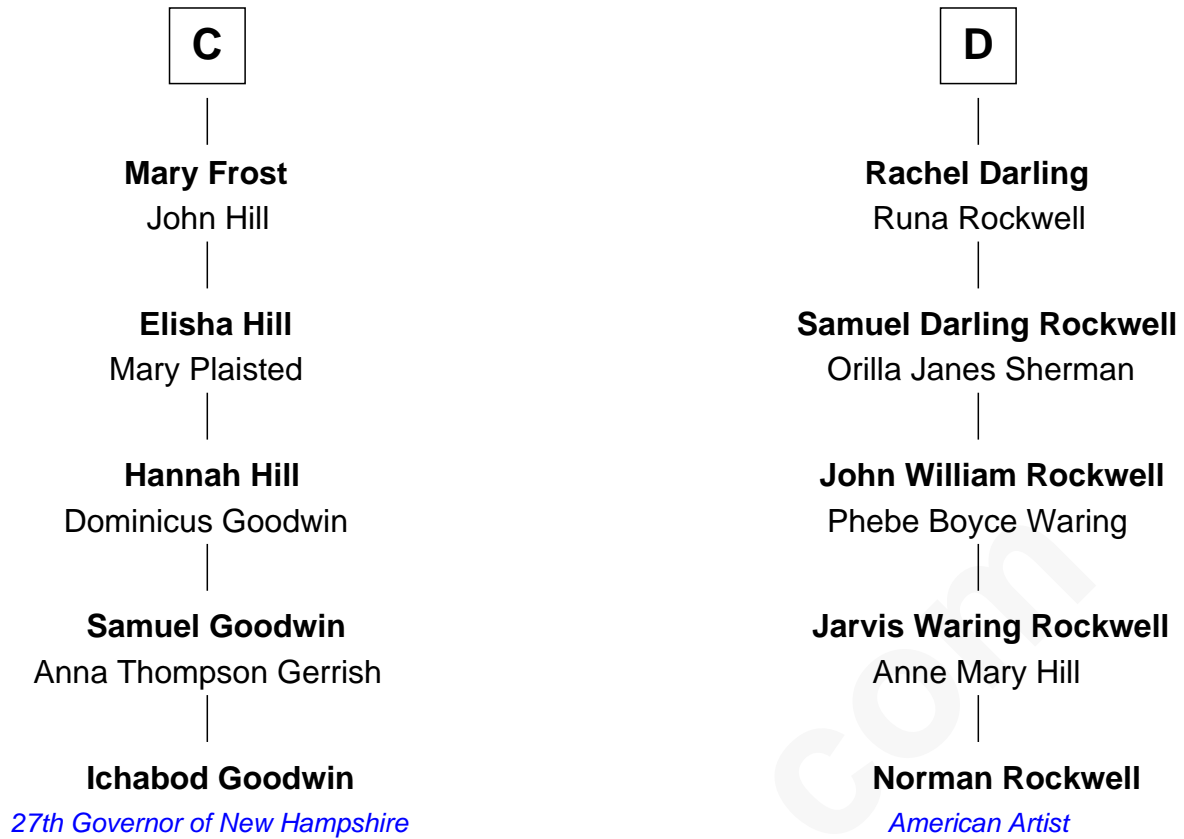 C
Mary Frost
John Hill
Elisha Hill
Mary Plaisted
Hannah Hill
Dominicus Goodwin
Samuel Goodwin
Anna Thompson Gerrish
Ichabod Goodwin
27th Governor of New Hampshire
D
Rachel Darling
Runa Rockwell
Samuel Darling Rockwell
Orilla Janes Sherman
John William Rockwell
Phebe Boyce Waring
Jarvis Waring Rockwell
Anne Mary Hill
Norman Rockwell
American Artist
com